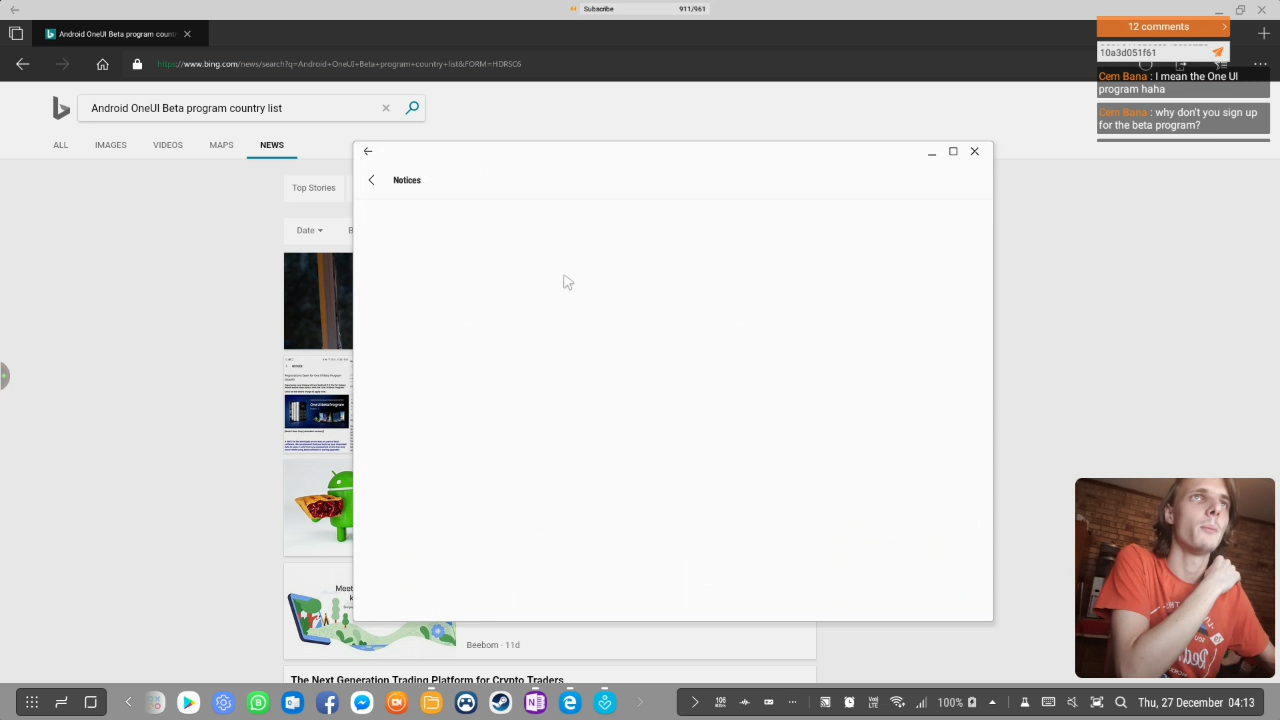 Subscribe
911/961
Android OneUI Beta program count
https://www.bing.com/news/search?q=Android+OneUI+Beta+program+country+list&FORM=HDRSC6
12 comments
10a3d051f61
Cem Bana : I mean the One UI
program haha
Cem Bana : why don't you sign up
for the beta program?
Android OneUI Beta program country list
ALL
IMAGES
VIDEOS
MAPS
NEWS
Notices
Top Stories
Date
B
Meet
Beebom · 11d
The Next Generation Trading Platform for Crypto Traders
100%
Thu, 27 December 04:13